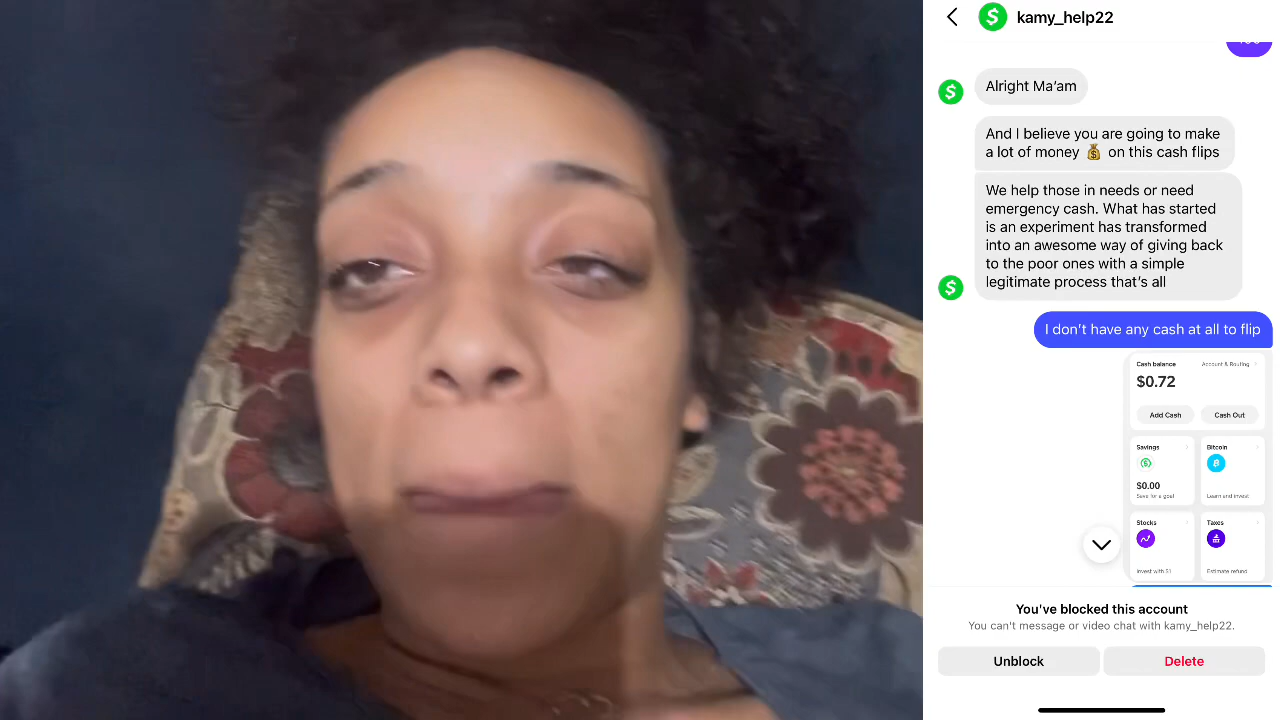 kamy_help22
Alright Ma'am
And I believe you are going to make
a lot of money 💰 on this cash flips
We help those in needs or need
emergency cash. What has started
is an experiment has transformed
into an awesome way of giving back
to the poor ones with a simple
legitimate process that's all
I don't have any cash at all to flip
Cash balance
Account & Routing
$0.72
Add Cash
Cash Out
Savings
Bitcoin
$0.00
Save for a goal
Learn and invest
Stocks
Taxes
Invest with $1
Estimate refund
You've blocked this account
You can't message or video chat with kamy_help22.
Unblock
Delete